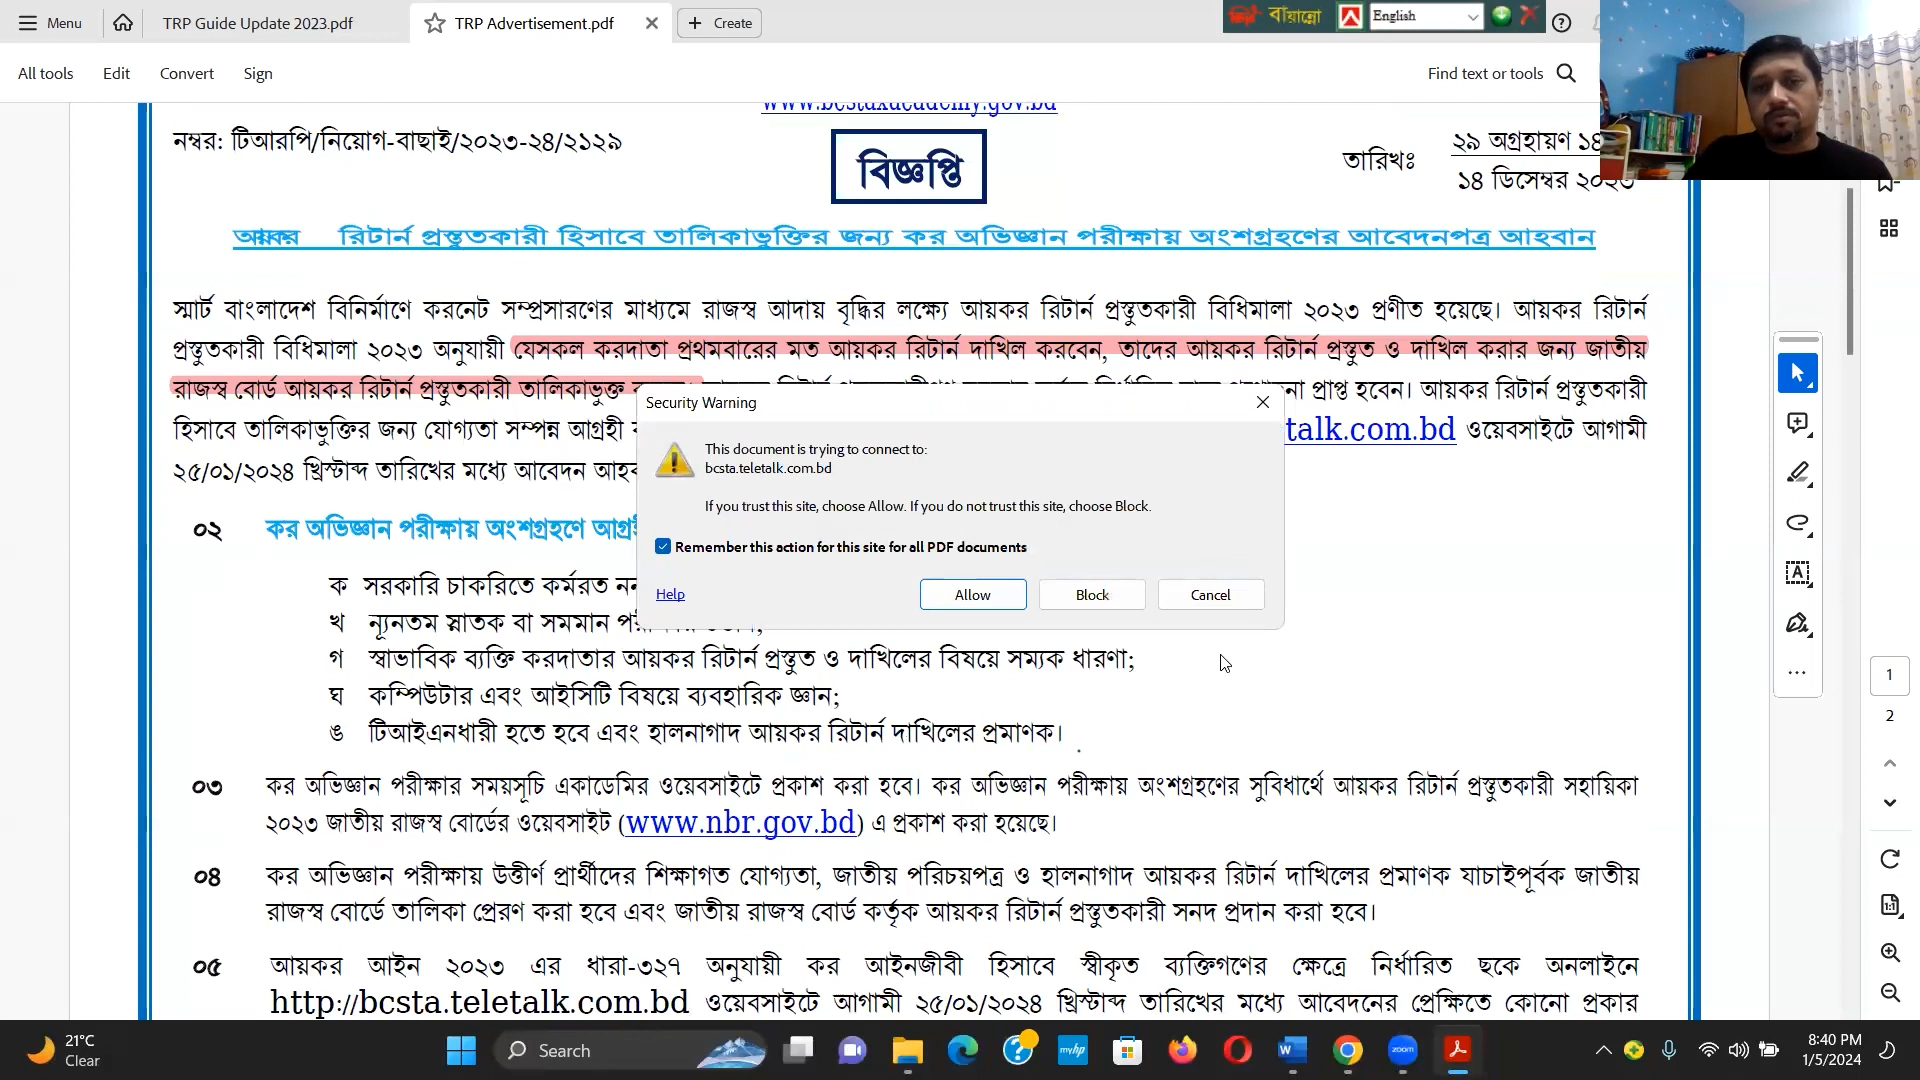 Menu
TRP Guide Update 2023.pdf
TRP Advertisement.pdf
Create
বায়ান্নো
English
All tools
Edit
Convert
Sign
Find text or tools
www.bcstaxacademy.gov.bd
নম্বর: টিআরপি/নিয়োগ-বাছাই/২০২৩-২৪/২১২৯
বিজ্ঞপ্তি
তারিখঃ
২৯ অগ্রহায়ণ ১৪
১৪ ডিসেম্বর ২০২৩
আয়কর রিটার্ন প্রস্তুতকারী হিসাবে তালিকাভুক্তির জন্য কর অভিজ্ঞান পরীক্ষায় অংশগ্রহণের আবেদনপত্র আহবান
স্মার্ট বাংলাদেশ বিনির্মাণে করনেট সম্প্রসারণের মাধ্যমে রাজস্ব আদায় বৃদ্ধির লক্ষ্যে আয়কর রিটার্ন প্রস্তুতকারী বিধিমালা ২০২৩ প্রণীত হয়েছে। আয়কর রিটার্ন
প্রস্তুতকারী বিধিমালা ২০২৩ অনুযায়ী যেসকল করদাতা প্রথমবারের মত আয়কর রিটার্ন দাখিল করবেন, তাদের আয়কর রিটার্ন প্রস্তুত ও দাখিল করার জন্য জাতীয়
রাজস্ব বোর্ড আয়কর রিটার্ন প্রস্তুতকারী তালিকাভুক্ত প্রাপ্ত হবেন। আয়কর রিটার্ন প্রস্তুতকারী
হিসাবে তালিকাভুক্তির জন্য যোগ্যতা সম্পন্ন আগ্রহী talk.com.bd ওয়েবসাইটে আগামী
২৫/০১/২০২৪ খ্রিস্টাব্দ তারিখের মধ্যে আবেদন
Security Warning
This document is trying to connect to:
bcsta.teletalk.com.bd
If you trust this site, choose Allow. If you do not trust this site, choose Block.
Remember this action for this site for all PDF documents
Help
Allow
Block
Cancel
০২ কর অভিজ্ঞান পরীক্ষায় অংশগ্রহণে
ক সরকারি চাকরিতে কর্মরত
খ ন্যূনতম স্নাতক বা সমমান
গ স্বাভাবিক ব্যক্তি করদাতার আয়কর রিটার্ন প্রস্তুত ও দাখিলের বিষয়ে সম্যক ধারণা;
ঘ কম্পিউটার এবং আইসিটি বিষয়ে ব্যবহারিক জ্ঞান;
ঙ টিআইএনধারী হতে হবে এবং হালনাগাদ আয়কর রিটার্ন দাখিলের প্রমাণক।
০৩ কর অভিজ্ঞান পরীক্ষার সময়সূচি একাডেমির ওয়েবসাইটে প্রকাশ করা হবে। কর অভিজ্ঞান পরীক্ষায় অংশগ্রহণের সুবিধার্থে আয়কর রিটার্ন প্রস্তুতকারী সহায়িকা
২০২৩ জাতীয় রাজস্ব বোর্ডের ওয়েবসাইট (www.nbr.gov.bd) এ প্রকাশ করা হয়েছে।
০৪ কর অভিজ্ঞান পরীক্ষায় উত্তীর্ণ প্রার্থীদের শিক্ষাগত যোগ্যতা, জাতীয় পরিচয়পত্র ও হালনাগাদ আয়কর রিটার্ন দাখিলের প্রমাণক যাচাইপূর্বক জাতীয়
রাজস্ব বোর্ডে তালিকা প্রেরণ করা হবে এবং জাতীয় রাজস্ব বোর্ড কর্তৃক আয়কর রিটার্ন প্রস্তুতকারী সনদ প্রদান করা হবে।
০৫ আয়কর আইন ২০২৩ এর ধারা-৩২৭ অনুযায়ী কর আইনজীবী হিসাবে স্বীকৃত ব্যক্তিগণের ক্ষেত্রে নির্ধারিত ছকে অনলাইনে
http://bcsta.teletalk.com.bd ওয়েবসাইটে আগামী ২৫/০১/২০২৪ খ্রিস্টাব্দ তারিখের মধ্যে আবেদনের প্রেক্ষিতে কোনো প্রকার
1
2
21°C
Clear
Search
myhp
zoom
8:40 PM
1/5/2024